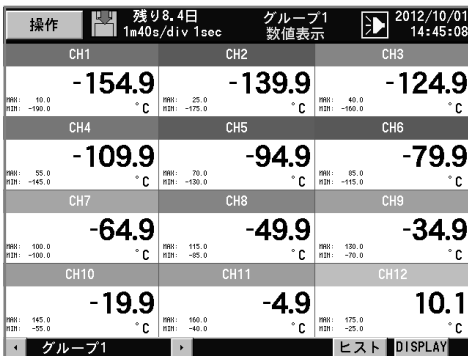 操作
残り8.4日
1m40s/div 1sec
グループ1
数値表示
2012/10/01
14:45:08
CH1
CH2
CH3
-154.9
-139.9
-124.9
MAX: 10.0
MIN: -190.0
°C
MAX: 25.0
MIN: -175.0
°C
MAX: 40.0
MIN: -160.0
°C
CH4
CH5
CH6
-109.9
-94.9
-79.9
MAX: 55.0
MIN: -145.0
°C
MAX: 70.0
MIN: -130.0
°C
MAX: 85.0
MIN: -115.0
°C
CH7
CH8
CH9
-64.9
-49.9
-34.9
MAX: 100.0
MIN: -100.0
°C
MAX: 115.0
MIN: -85.0
°C
MAX: 130.0
MIN: -70.0
°C
CH10
CH11
CH12
-19.9
-4.9
10.1
MAX: 145.0
MIN: -55.0
°C
MAX: 160.0
MIN: -40.0
°C
MAX: 175.0
MIN: -25.0
°C
グループ1
ヒスト
DISPLAY